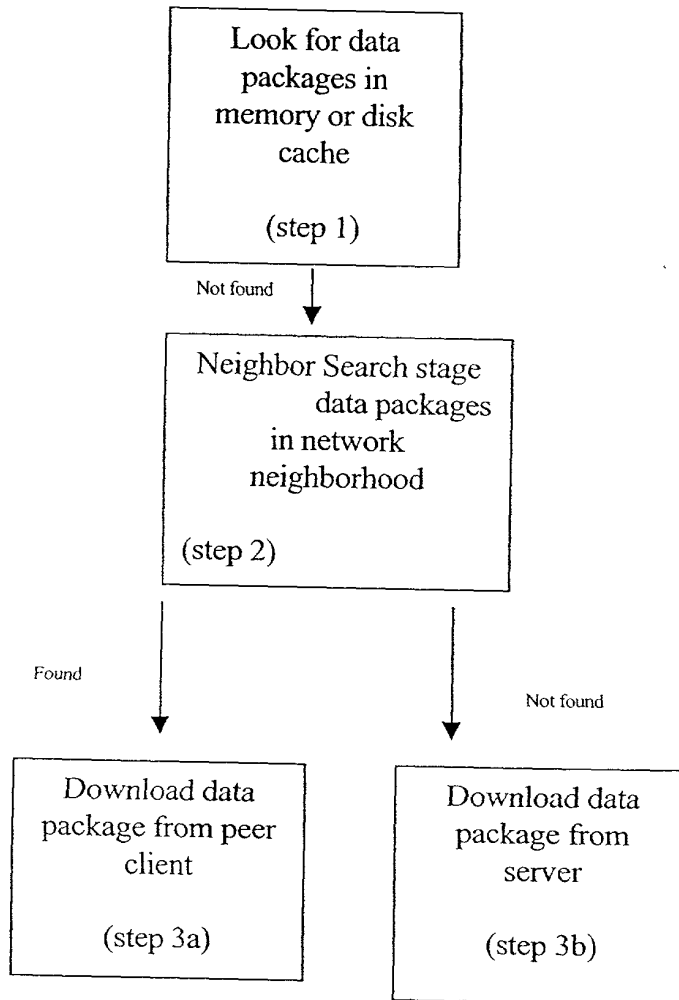 Look for data
packages in
memory or disk
cache
(step 1)
Not found
Neighbor Search stage
data packages
in network
neighborhood
(step 2)
Found
Not found
Download data
package from peer
client
(step 3a)
Download data
package from
server
(step 3b)